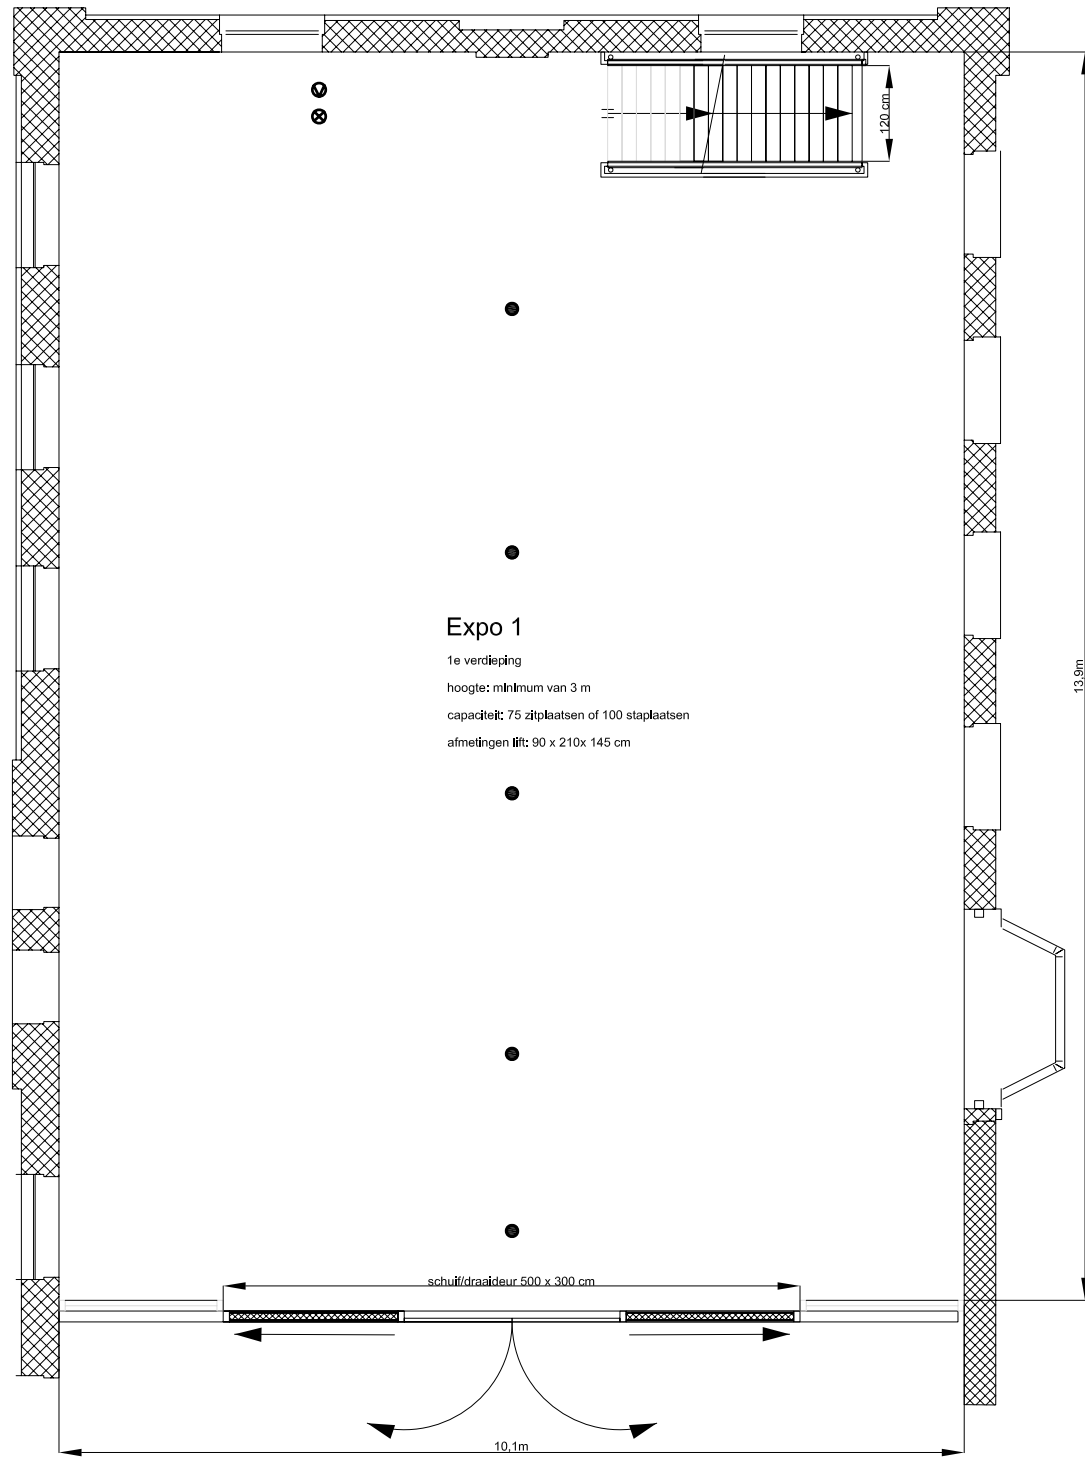 120 cm
Expo 1
1e verdieping
hoogte: minimum van 3 m
capaciteit: 75 zitplaatsen of 100 staplaatsen
afmetingen lift: 90 x 210x 145 cm
13,9m
schuif/draaideur 500 x 300 cm
10,1m